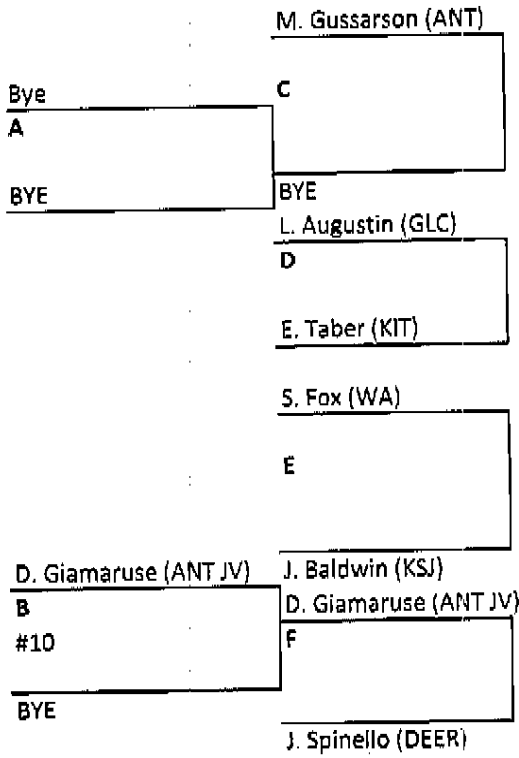 M. Gussarson (ANT)
C
Bye
A
BYE
BYE
L. Augustin (GLC)
D
E. Taber (KIT)
S. Fox (WA)
E
J. Baldwin (KSJ)
D. Giamaruse (ANT JV)
B
#10
BYE
D. Giamaruse (ANT JV)
F
J. Spinello (DEER)